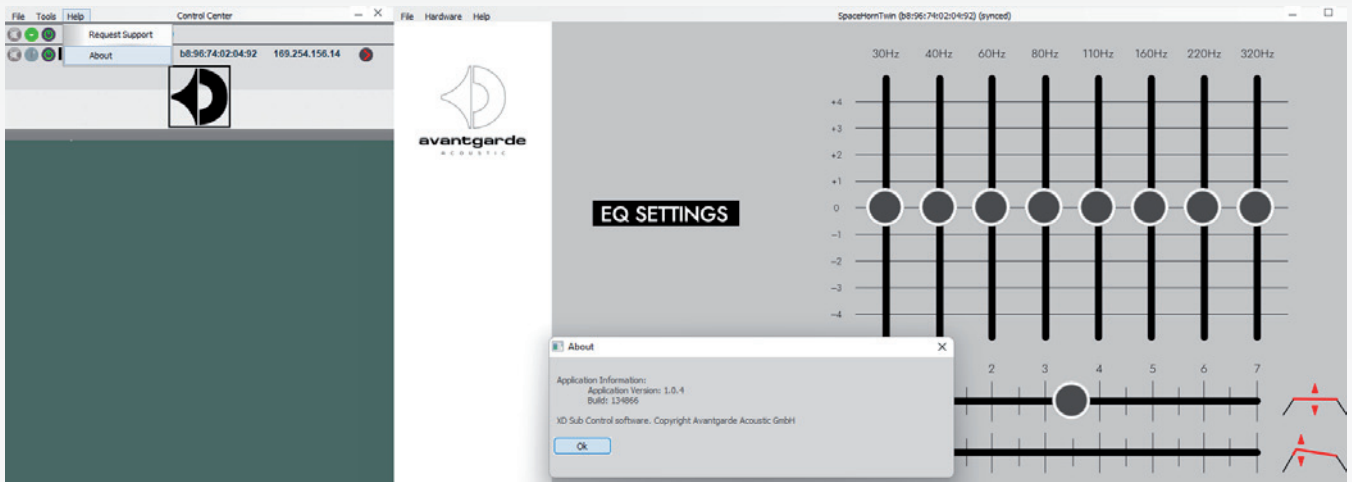 File Tools Help Control Center
Request Support
About
b8:96:74:02:04:92 169.254.156.14
avantgarde
ACOUSTIC
File Hardware Help SpaceHornTwin (b8:96:74:02:04:92) (synced)
30Hz 40Hz 60Hz 80Hz 110Hz 160Hz 220Hz 320Hz
+4
+3
+2
+1
EQ SETTINGS
0
−1
−2
−3
−4
2 3 4 5 6 7
About
Application Information:
Application Version: 1.0.4
Build: 134866
XD Sub Control software. Copyright Avantgarde Acoustic GmbH
Ok